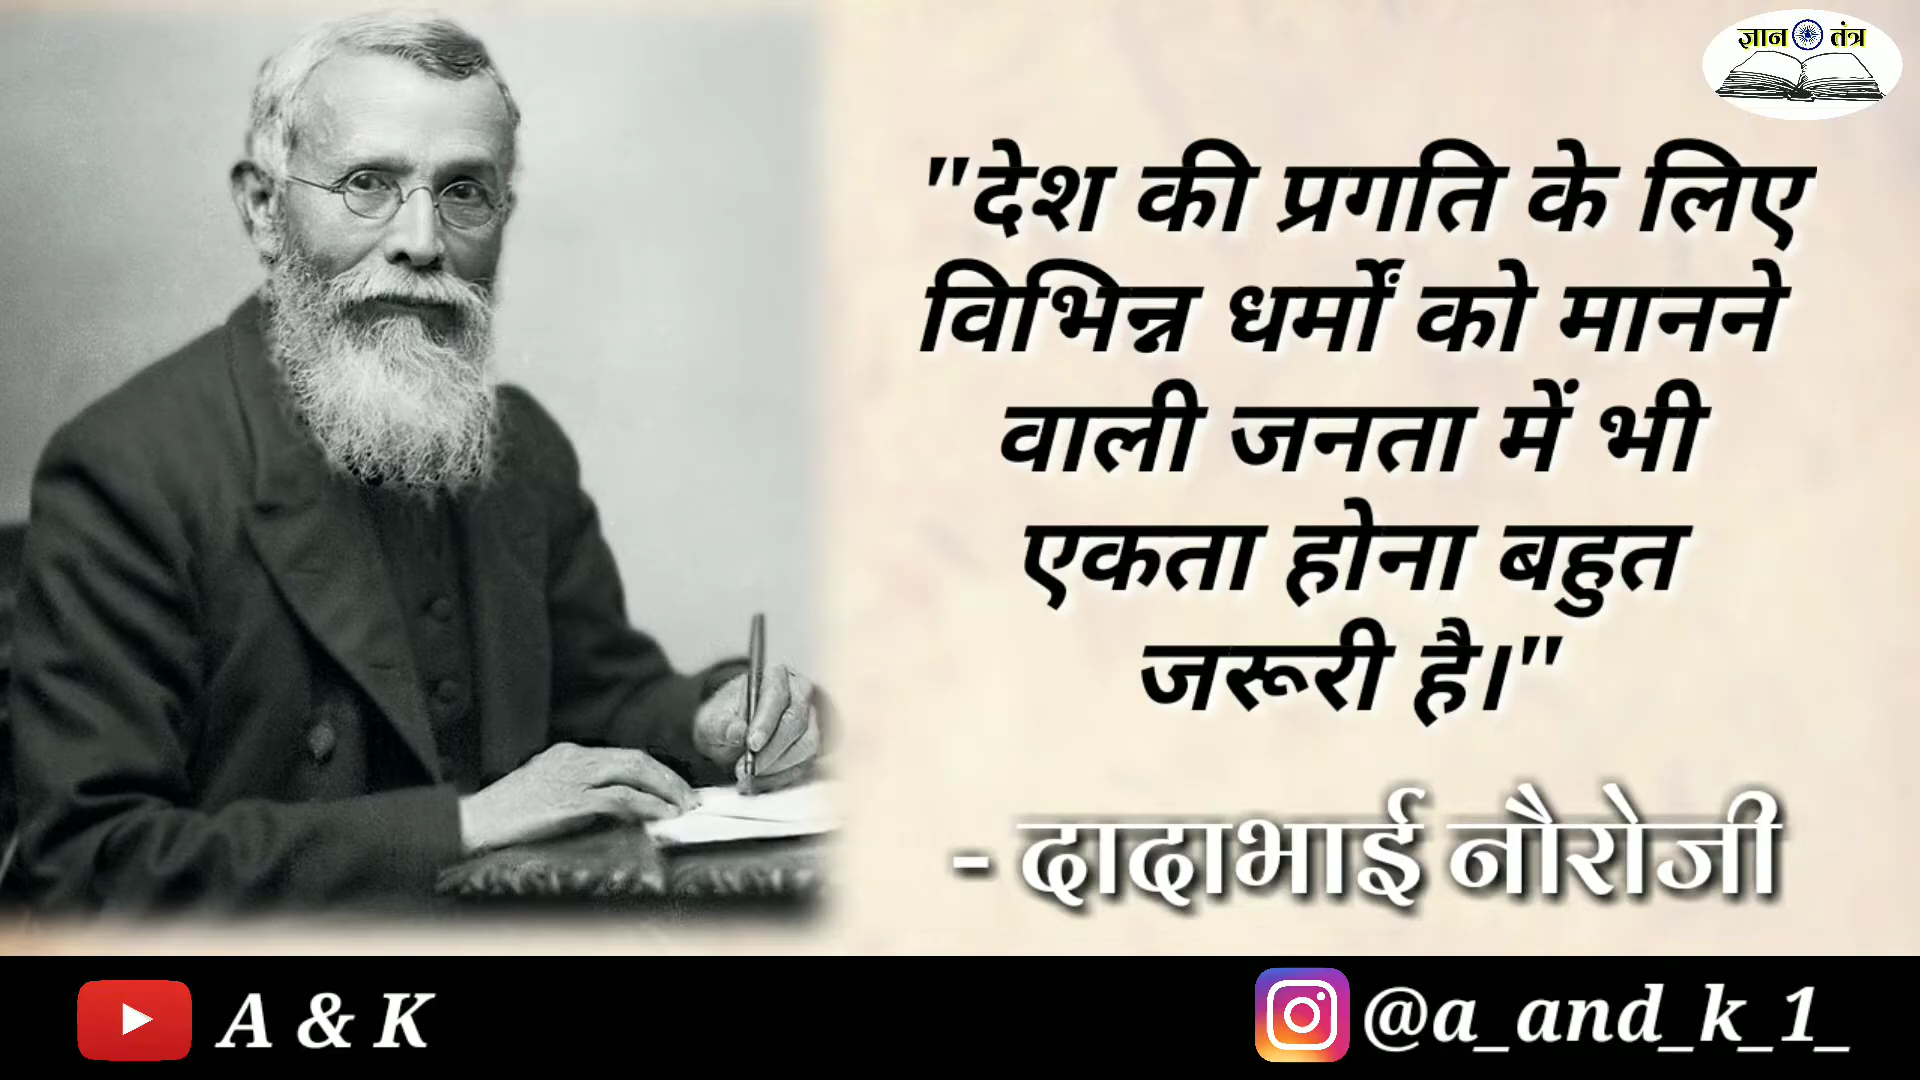 ज्ञान तंत्र
"देश की प्रगति के लिए
विभिन्न धर्मों को मानने
वाली जनता में भी
एकता होना बहुत
जरूरी है।"
- दादाभाई नौरोजी
A & K
@a_and_k_1_